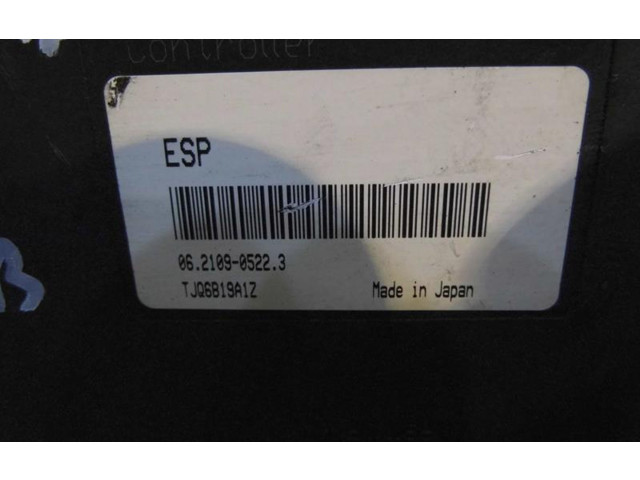 Controller
ESP
06.2109-0522.3
TJQ6B19A1Z Made in Japan